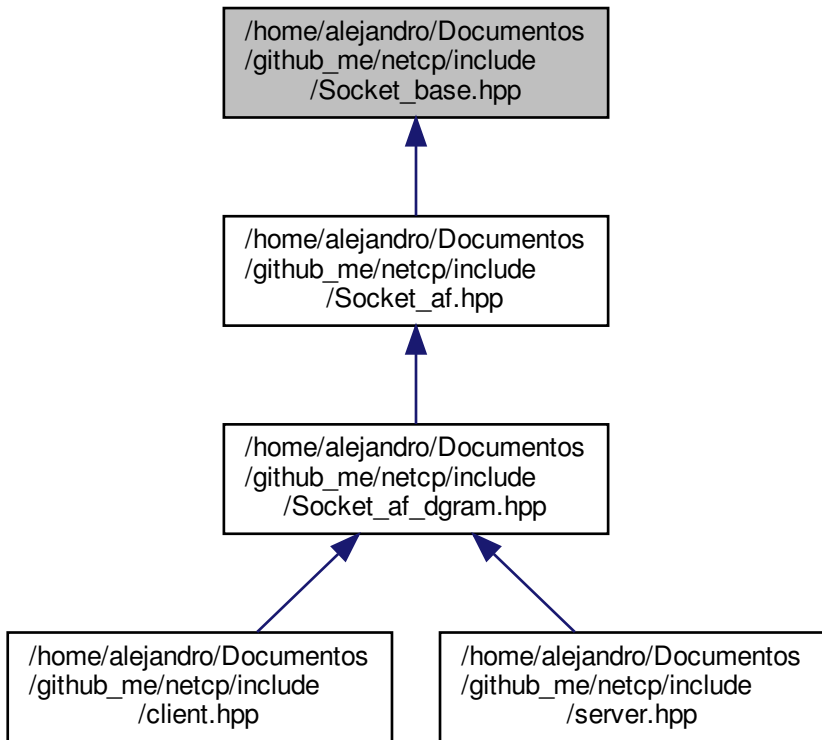 /home/alejandro/Documentos
/github_me/netcp/include
/Socket_base.hpp
/home/alejandro/Documentos
/github_me/netcp/include
/Socket_af.hpp
/home/alejandro/Documentos
/github_me/netcp/include
/Socket_af_dgram.hpp
/home/alejandro/Documentos
/github_me/netcp/include
/client.hpp
/home/alejandro/Documentos
/github_me/netcp/include
/server.hpp